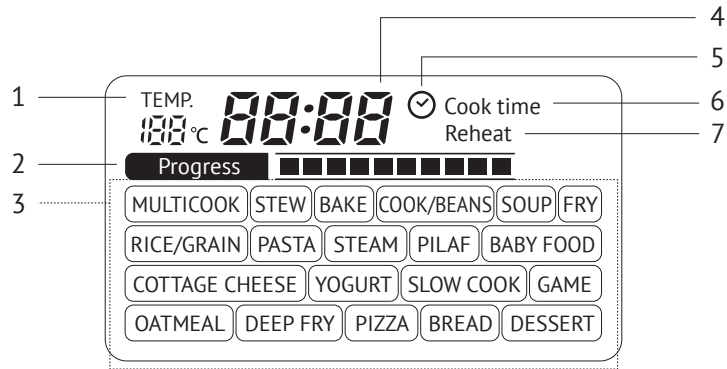 4
5
1 TEMP. 88:88 Cook time 6
188 °C Reheat 7
2 Progress
3 MULTICOOK STEW BAKE COOK/BEANS SOUP FRY
RICE/GRAIN PASTA STEAM PILAF BABY FOOD
COTTAGE CHEESE YOGURT SLOW COOK GAME
OATMEAL DEEP FRY PIZZA BREAD DESSERT